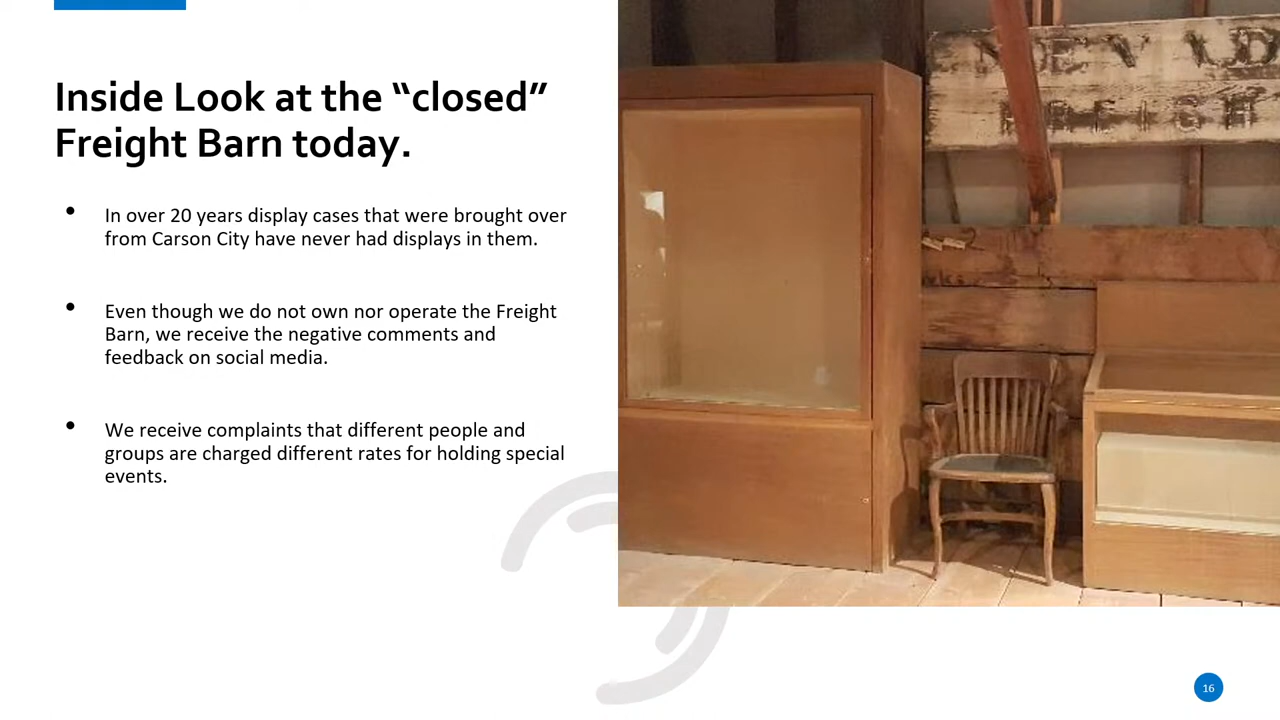 Inside Look at the “closed”
Freight Barn today.
• In over 20 years display cases that were brought over
from Carson City have never had displays in them.
• Even though we do not own nor operate the Freight
Barn, we receive the negative comments and
feedback on social media.
• We receive complaints that different people and
groups are charged different rates for holding special
events.
16